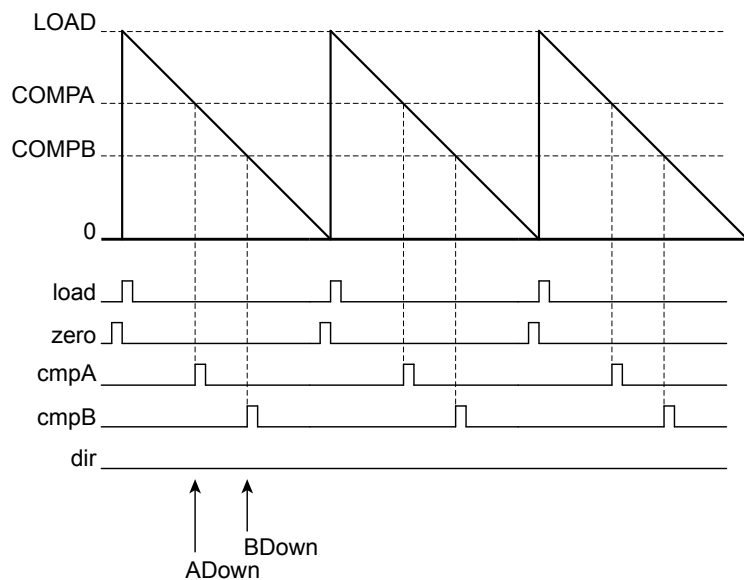 LOAD
COMPA
COMPB
0
load
zero
cmpA
cmpB
dir
BDown
ADown